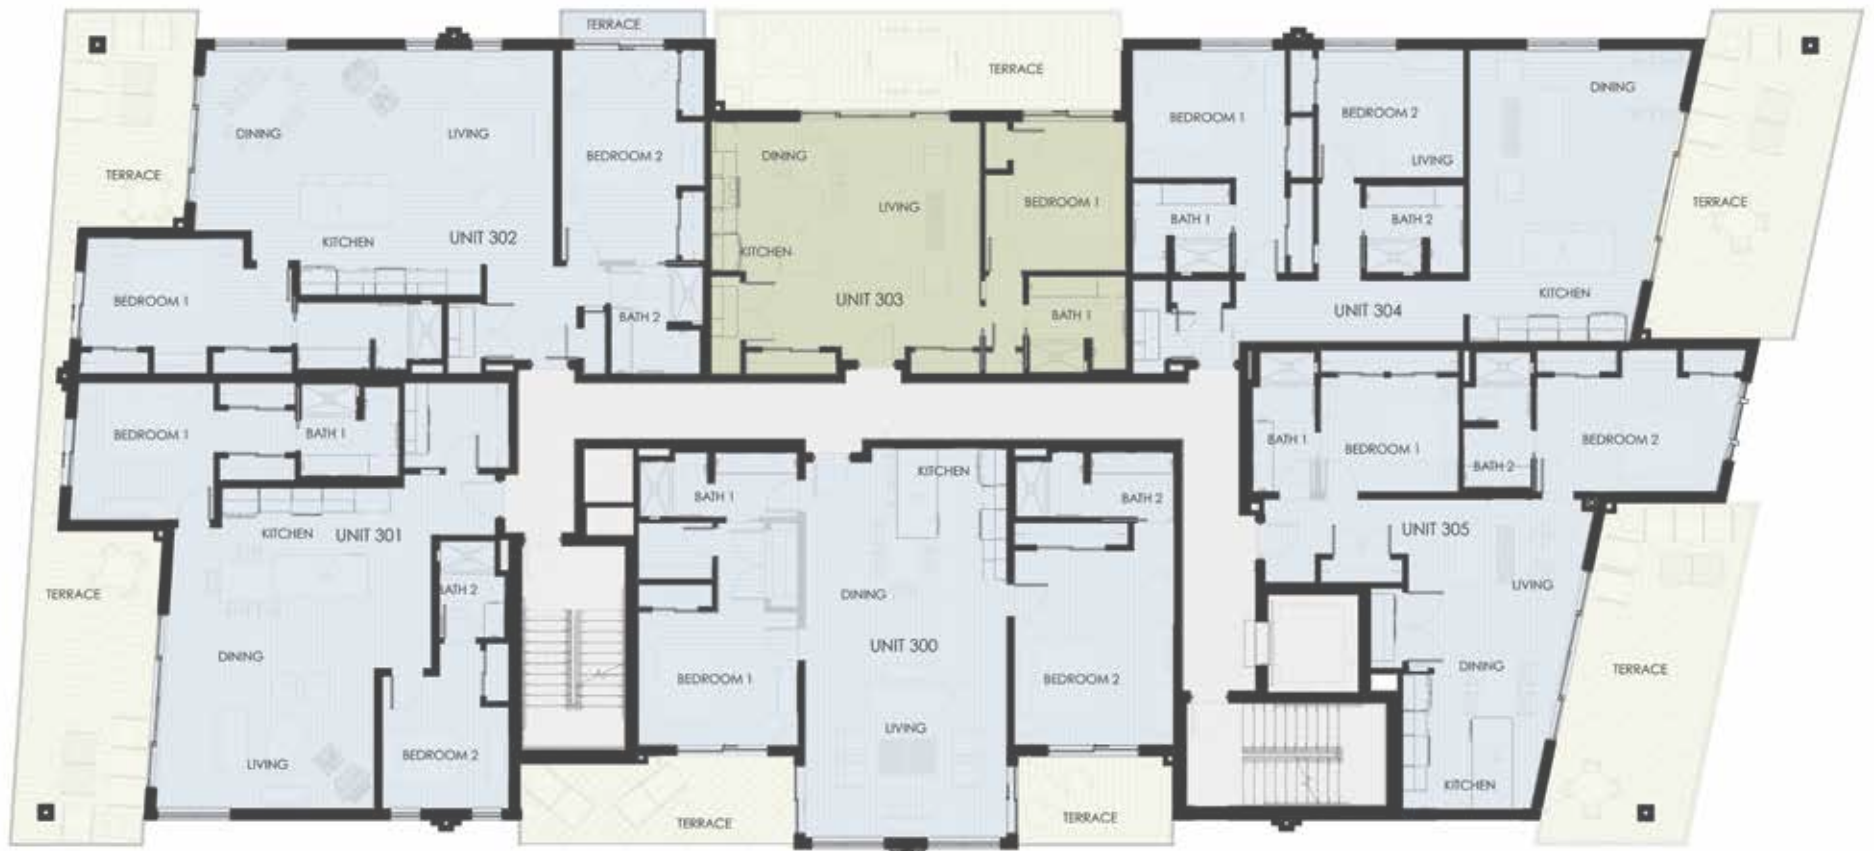 TERRACE
TERRACE
DINING
LIVING
BEDROOM 2
TERRACE
KITCHEN
UNIT 302
BEDROOM 1
BATH 2
DINING
LIVING
BEDROOM 1
KITCHEN
UNIT 303
BATH 1
BEDROOM 1
BEDROOM 2
LIVING
DINING
BATH 1
BATH 2
TERRACE
KITCHEN
UNIT 304
BEDROOM 1
BATH 1
KITCHEN
UNIT 301
BATH 2
TERRACE
DINING
LIVING
BEDROOM 2
BATH 1
KITCHEN
BATH 2
DINING
UNIT 300
BEDROOM 1
BEDROOM 2
LIVING
TERRACE
TERRACE
BATH 1
BEDROOM 1
BATH 2
BEDROOM 2
UNIT 305
LIVING
DINING
TERRACE
KITCHEN